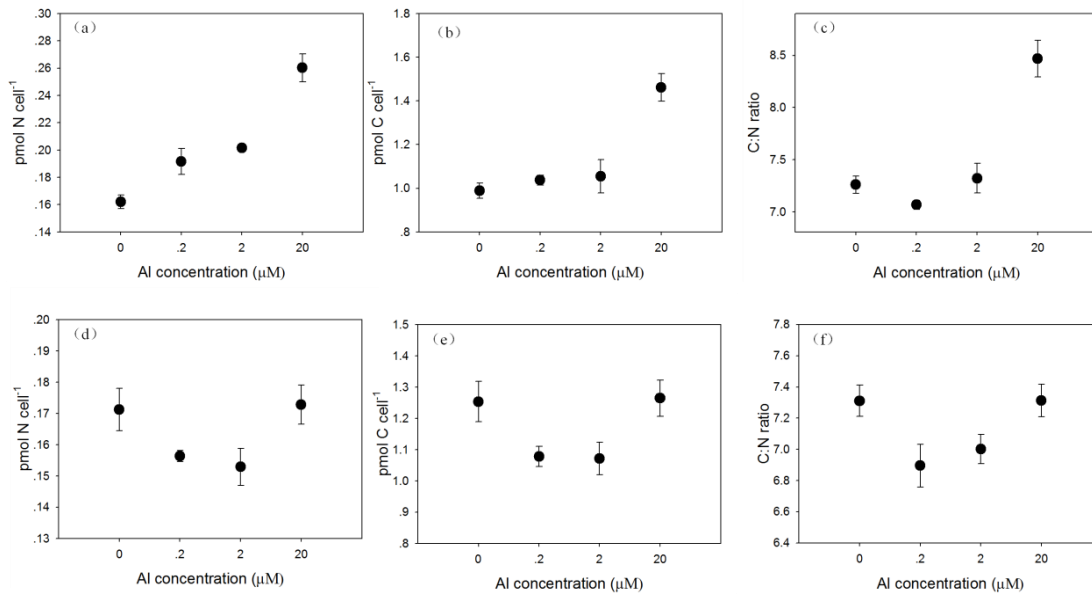 (a)
pmol N cell-1
.30
.28
.26
.24
.22
.20
.18
.16
.14
0 .2 2 20
Al concentration (μM)
(b)
pmol C cell-1
1.8
1.6
1.4
1.2
1.0
.8
0 .2 2 20
Al concentration (μM)
(c)
C:N ratio
8.5
8.0
7.5
7.0
0 .2 2 20
Al concentration (μM)
(d)
pmol N cell-1
.20
.19
.18
.17
.16
.15
.14
.13
0 .2 2 20
Al concentration (μM)
(e)
pmol C cell-1
1.5
1.4
1.3
1.2
1.1
1.0
.9
.8
0 .2 2 20
Al concentration (μM)
(f)
C:N ratio
7.8
7.6
7.4
7.2
7.0
6.8
6.6
6.4
0 .2 2 20
Al concentration (μM)